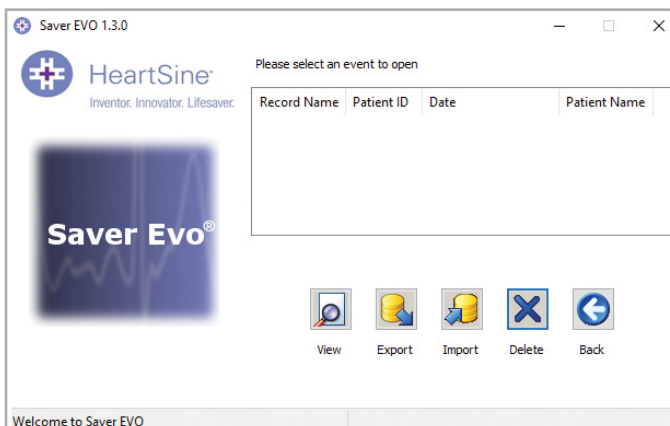 Saver EVO 1.3.0
HeartSine®
Inventor. Innovator. Lifesaver.
Saver Evo®
Please select an event to open
Record Name Patient ID Date Patient Name
View Export Import Delete Back
Welcome to Saver EVO